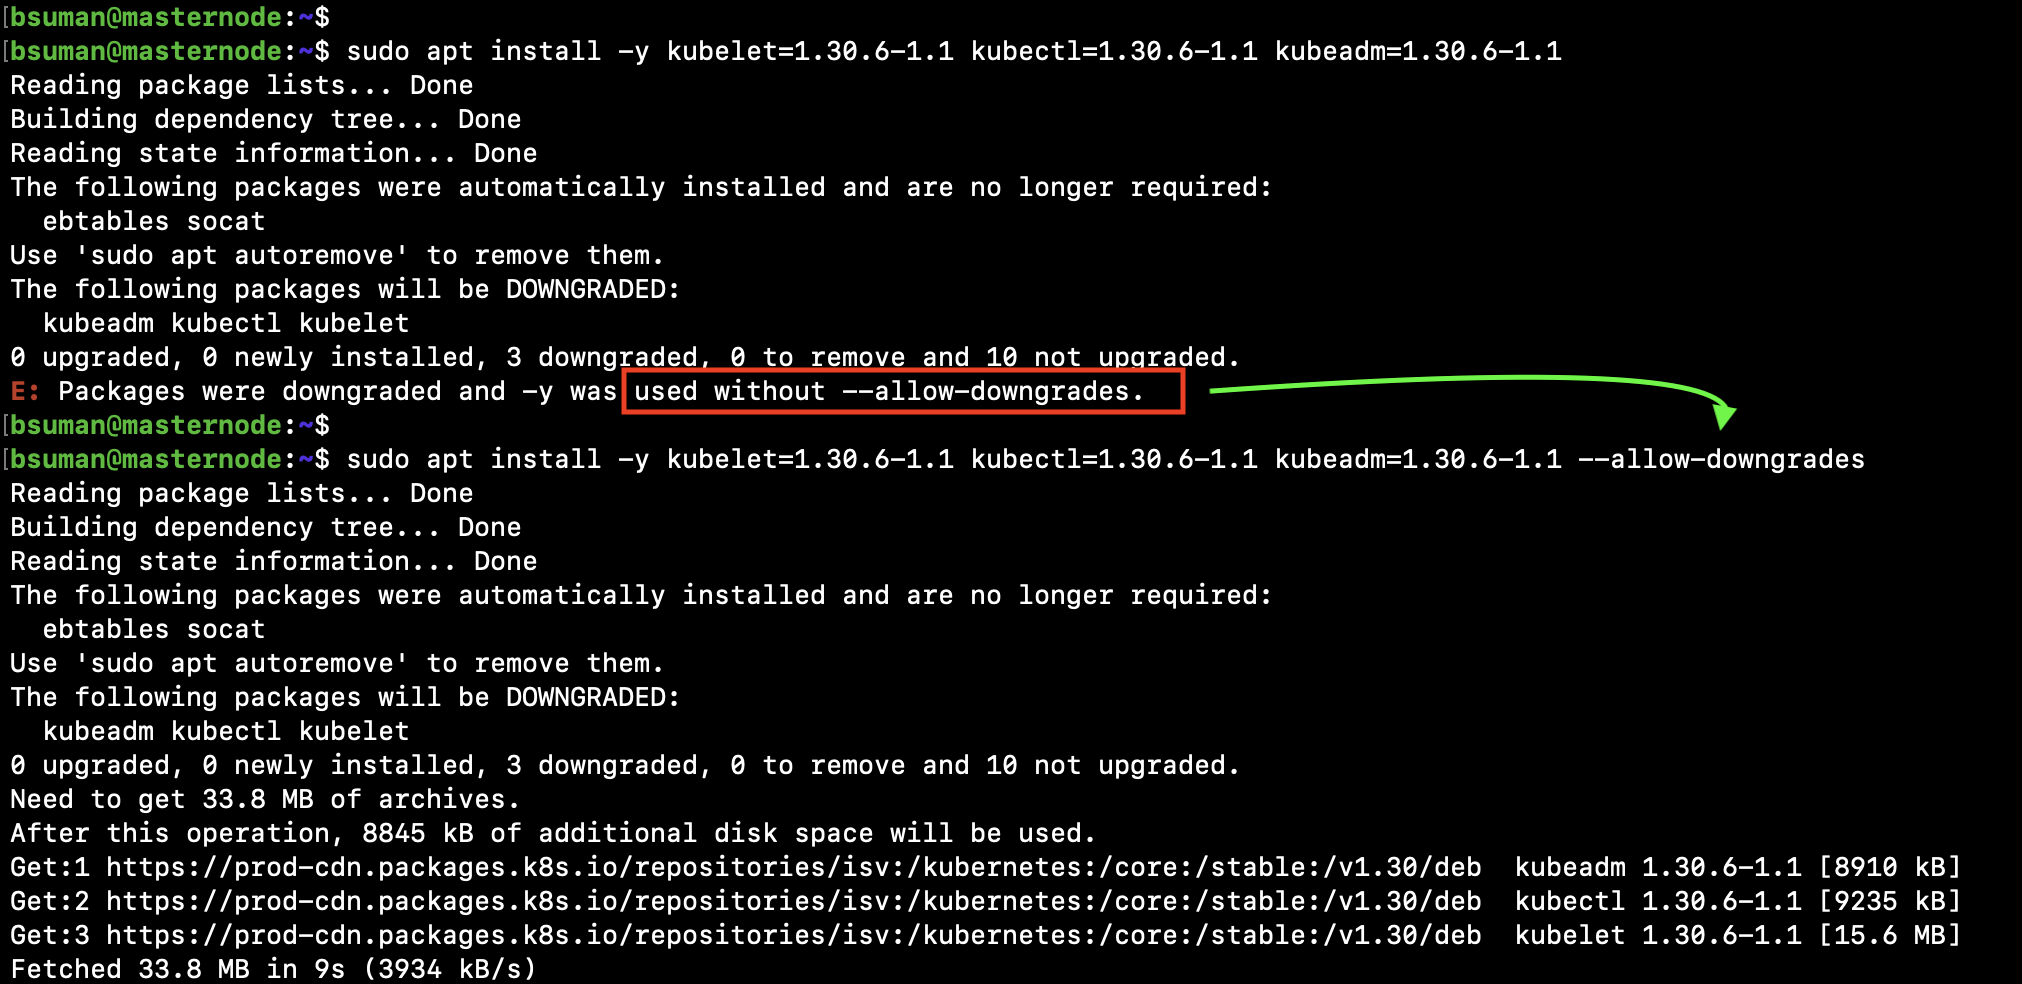 [bsuman@masternode:~$
[bsuman@masternode:~$ sudo apt install -y kubelet=1.30.6-1.1 kubectl=1.30.6-1.1 kubeadm=1.30.6-1.1
Reading package lists... Done
Building dependency tree... Done
Reading state information... Done
The following packages were automatically installed and are no longer required:
  ebtables socat
Use 'sudo apt autoremove' to remove them.
The following packages will be DOWNGRADED:
  kubeadm kubectl kubelet
0 upgraded, 0 newly installed, 3 downgraded, 0 to remove and 10 not upgraded.
E: Packages were downgraded and -y was used without --allow-downgrades.
[bsuman@masternode:~$
[bsuman@masternode:~$ sudo apt install -y kubelet=1.30.6-1.1 kubectl=1.30.6-1.1 kubeadm=1.30.6-1.1 --allow-downgrades
Reading package lists... Done
Building dependency tree... Done
Reading state information... Done
The following packages were automatically installed and are no longer required:
  ebtables socat
Use 'sudo apt autoremove' to remove them.
The following packages will be DOWNGRADED:
  kubeadm kubectl kubelet
0 upgraded, 0 newly installed, 3 downgraded, 0 to remove and 10 not upgraded.
Need to get 33.8 MB of archives.
After this operation, 8845 kB of additional disk space will be used.
Get:1 https://prod-cdn.packages.k8s.io/repositories/isv:/kubernetes:/core:/stable:/v1.30/deb  kubeadm 1.30.6-1.1 [8910 kB]
Get:2 https://prod-cdn.packages.k8s.io/repositories/isv:/kubernetes:/core:/stable:/v1.30/deb  kubectl 1.30.6-1.1 [9235 kB]
Get:3 https://prod-cdn.packages.k8s.io/repositories/isv:/kubernetes:/core:/stable:/v1.30/deb  kubelet 1.30.6-1.1 [15.6 MB]
Fetched 33.8 MB in 9s (3934 kB/s)